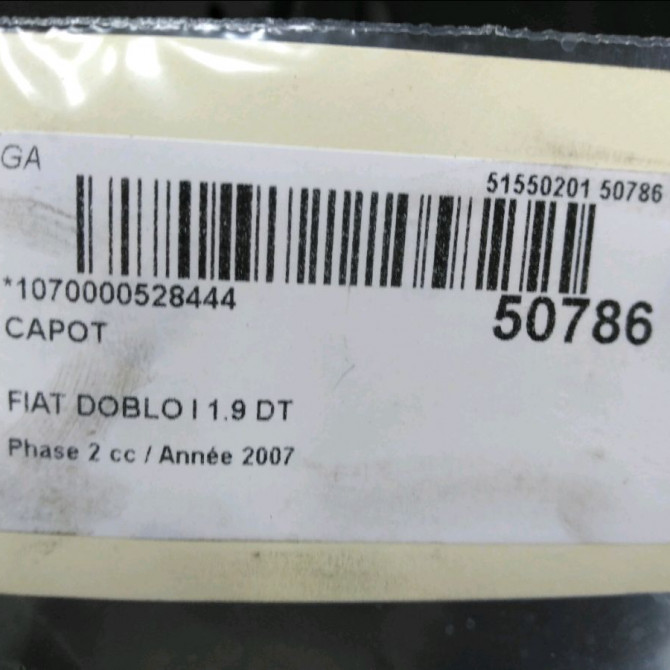 GA
51550201 50786
*1070000528444
50786
CAPOT
FIAT DOBLO I 1.9 DT
Phase 2 cc / Année 2007